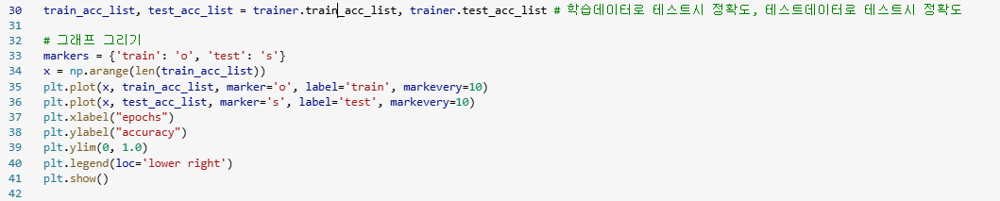 30 train_acc_list, test_acc_list = trainer.train_acc_list, trainer.test_acc_list # 학습데이터로 테스트시 정확도, 테스트데이터로 테스트시 정확도
31
32 # 그래프 그리기
33 markers = {'train': 'o', 'test': 's'}
34 x = np.arange(len(train_acc_list))
35 plt.plot(x, train_acc_list, marker='o', label='train', markevery=10)
36 plt.plot(x, test_acc_list, marker='s', label='test', markevery=10)
37 plt.xlabel("epochs")
38 plt.ylabel("accuracy")
39 plt.ylim(0, 1.0)
40 plt.legend(loc='lower right')
41 plt.show()
42